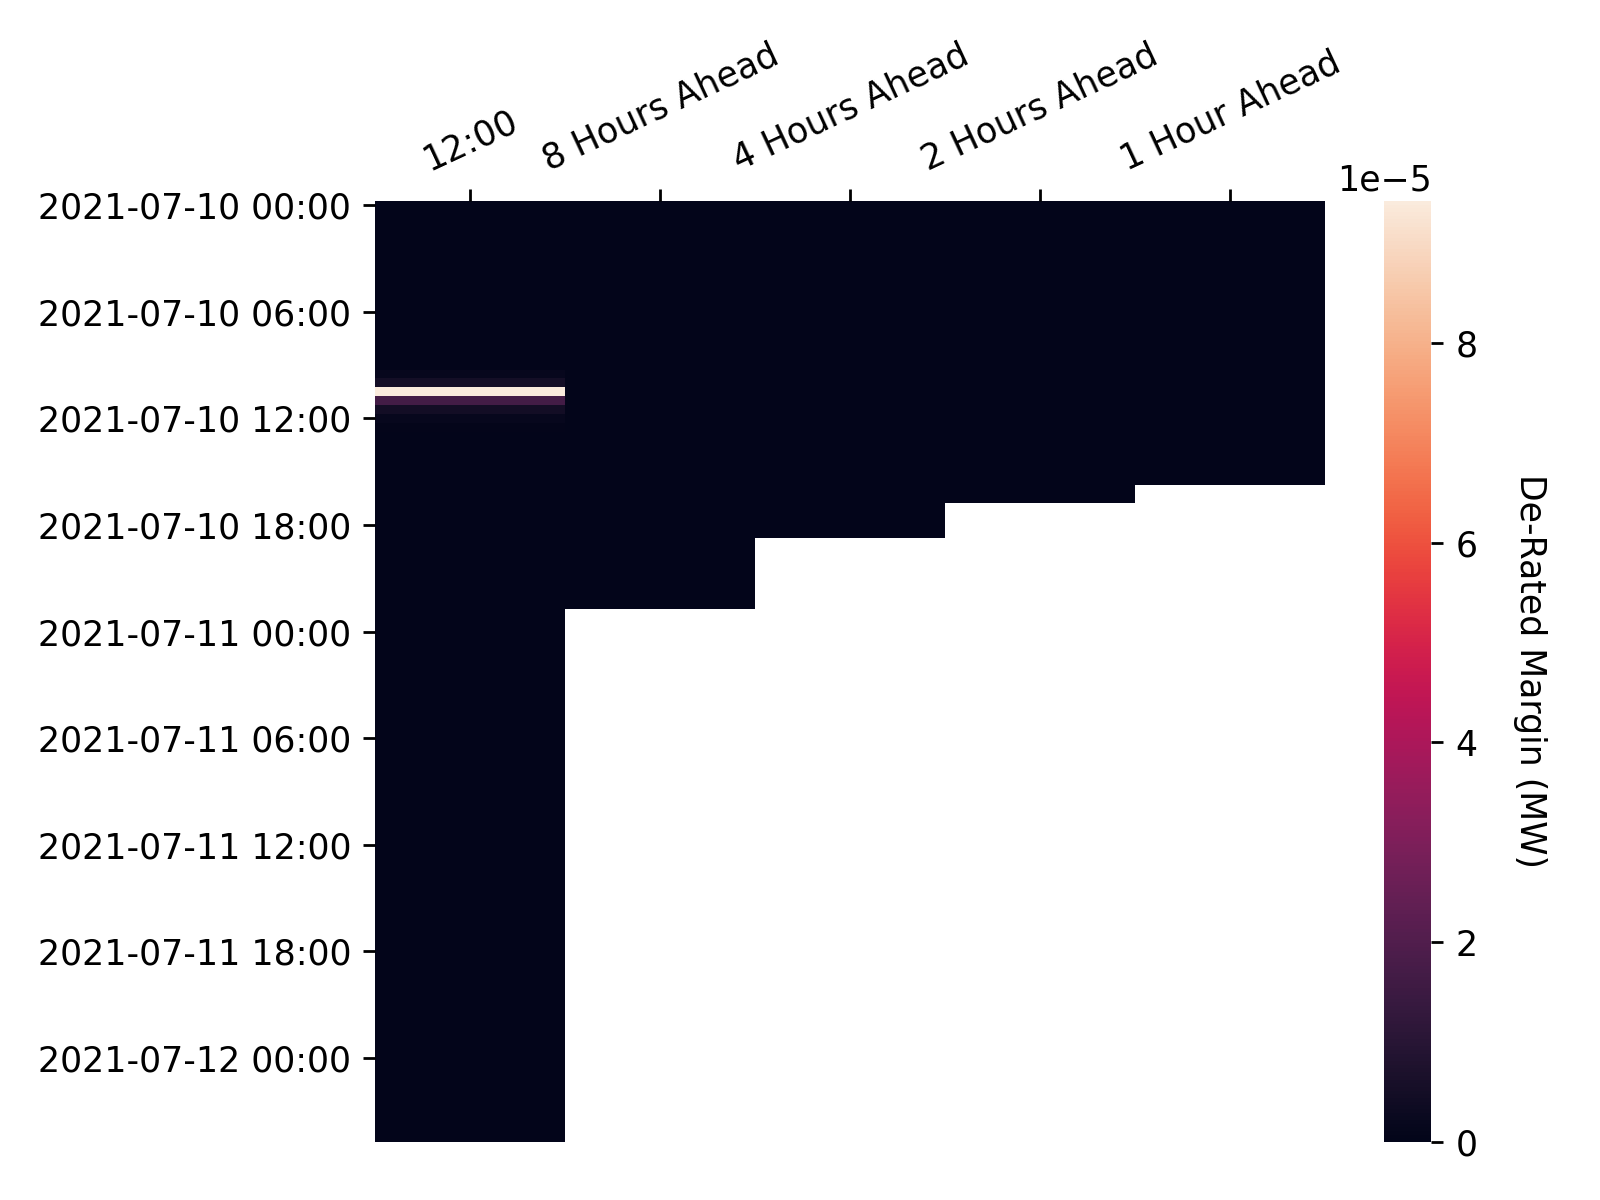 12:00
8 Hours Ahead
4 Hours Ahead
2 Hours Ahead
1 Hour Ahead
1e−5
2021-07-10 00:00
2021-07-10 06:00
2021-07-10 12:00
2021-07-10 18:00
2021-07-11 00:00
2021-07-11 06:00
2021-07-11 12:00
2021-07-11 18:00
2021-07-12 00:00
8
6
4
2
0
De-Rated Margin (MW)